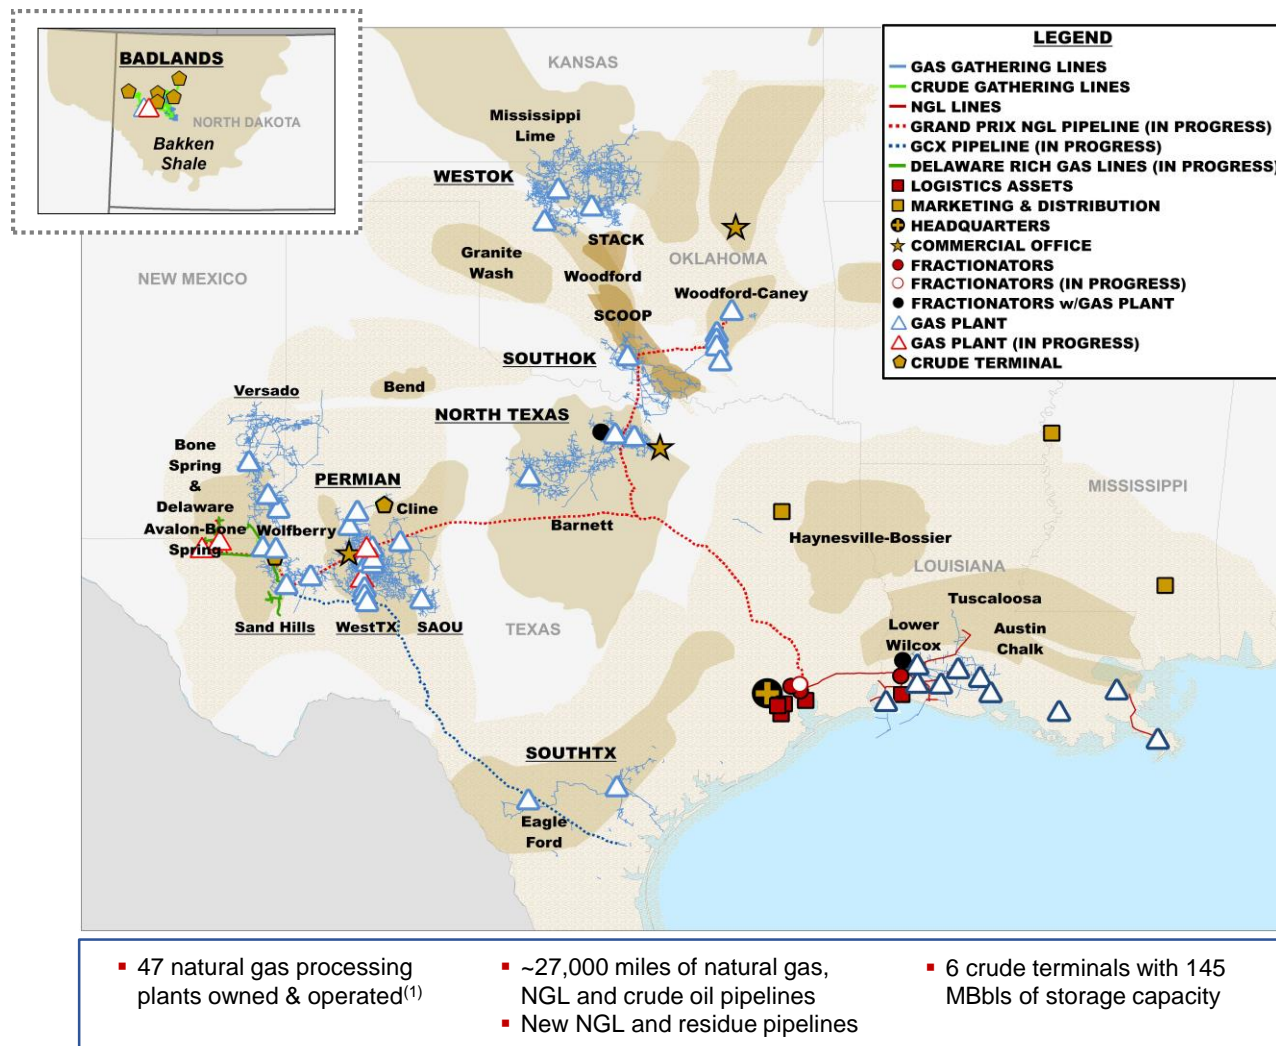 BADLANDS
NORTH DAKOTA
Bakken
Shale
KANSAS
Mississippi
Lime
WESTOK
STACK
Granite
Wash
Woodford
OKLAHOMA
NEW MEXICO
Woodford-Caney
SCOOP
SOUTHOK
Bend
Versado
NORTH TEXAS
Bone
Spring
&
Delaware
PERMIAN
Cline
Avalon-Bone
Spring
Wolfberry
Barnett
Haynesville-Bossier
MISSISSIPPI
LOUISIANA
Tuscaloosa
Sand Hills
WestTX
SAOU
TEXAS
Lower
Wilcox
Austin
Chalk
SOUTHTX
Eagle
Ford
LEGEND
GAS GATHERING LINES
CRUDE GATHERING LINES
NGL LINES
GRAND PRIX NGL PIPELINE (IN PROGRESS)
GCX PIPELINE (IN PROGRESS)
DELAWARE RICH GAS LINES (IN PROGRESS)
LOGISTICS ASSETS
MARKETING & DISTRIBUTION
HEADQUARTERS
COMMERCIAL OFFICE
FRACTIONATORS
FRACTIONATORS (IN PROGRESS)
FRACTIONATORS w/GAS PLANT
GAS PLANT
GAS PLANT (IN PROGRESS)
CRUDE TERMINAL
▪ 47 natural gas processing
plants owned & operated(1)
▪ ~27,000 miles of natural gas,
NGL and crude oil pipelines
▪ New NGL and residue pipelines
▪ 6 crude terminals with 145
MBbls of storage capacity